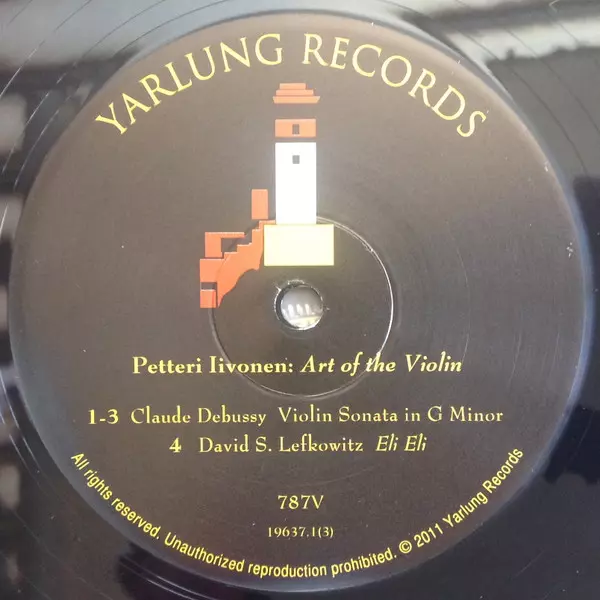 YARLUNG RECORDS
Petteri Iivonen: Art of the Violin
1-3 Claude Debussy Violin Sonata in G Minor
4 David S. Lefkowitz Eli Eli
787V
19637.1(3)
All rights reserved. Unauthorized reproduction prohibited. © 2011 Yarlung Records